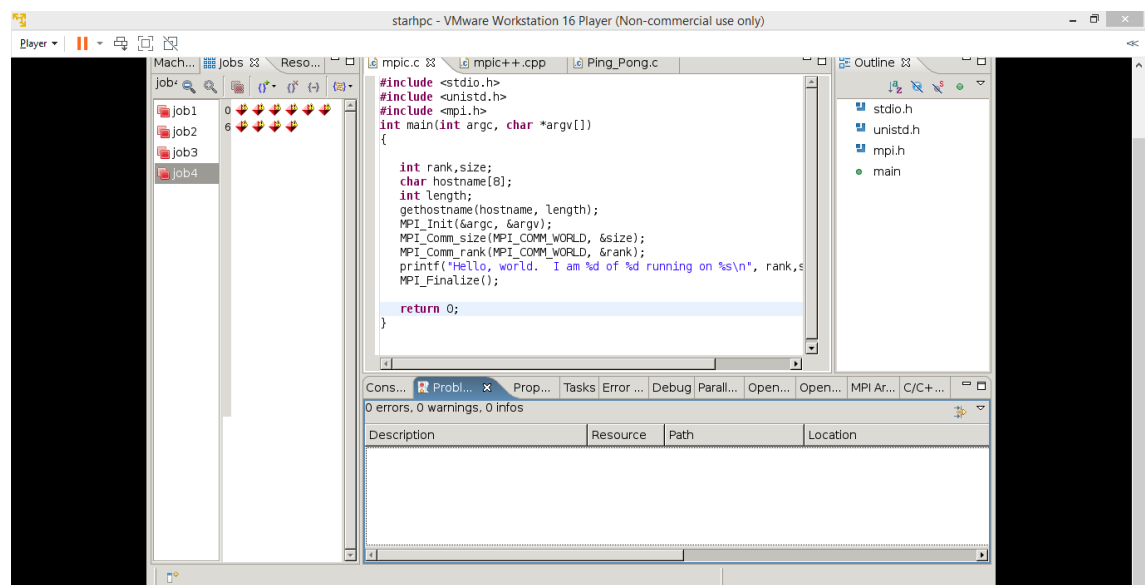 starhpc - VMware Workstation 16 Player (Non-commercial use only)
Player
Mach... Jobs Reso... mpic.c mpic++.cpp Ping_Pong.c Outline
job4
job1
job2
job3
job4
0
6
#include <stdio.h>
#include <unistd.h>
#include <mpi.h>
int main(int argc, char *argv[])
{
int rank,size;
char hostname[8];
int length;
gethostname(hostname, length);
MPI_Init(&argc, &argv);
MPI_Comm_size(MPI_COMM_WORLD, &size);
MPI_Comm_rank(MPI_COMM_WORLD, &rank);
printf("Hello, world.  I am %d of %d running on %s\n", rank,s
MPI_Finalize();
return 0;
}
stdio.h
unistd.h
mpi.h
main
Cons... Probl... Prop... Tasks Error ... Debug Parall... Open... Open... MPI Ar... C/C+...
0 errors, 0 warnings, 0 infos
Description Resource Path Location